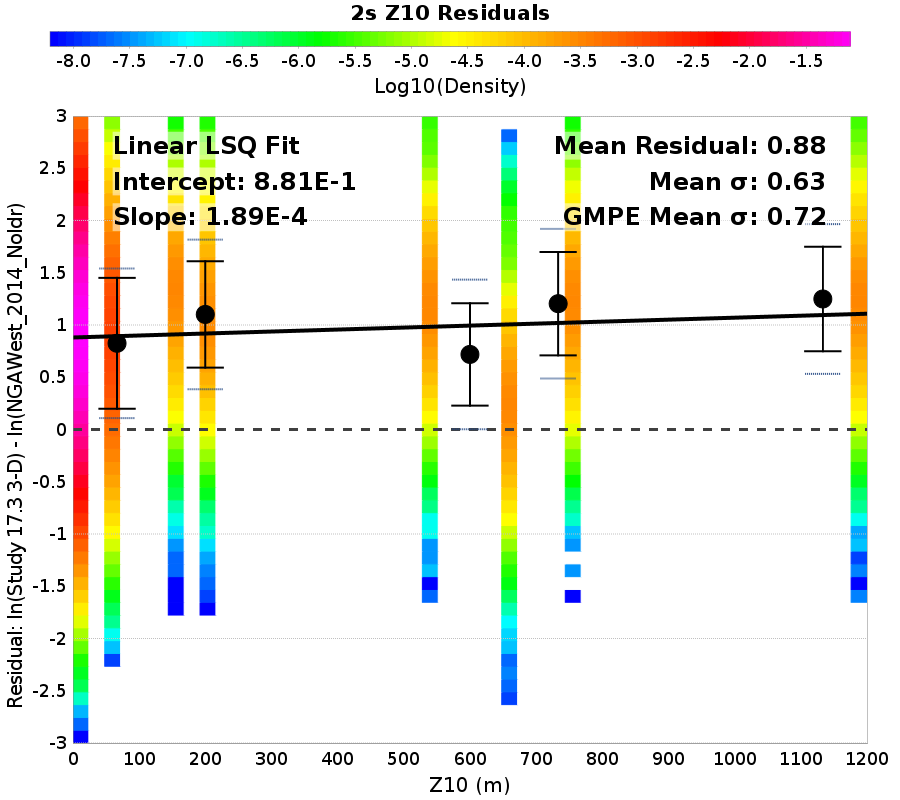 2s Z10 Residuals
-8.0 -7.5 -7.0 -6.5 -6.0 -5.5 -5.0 -4.5 -4.0 -3.5 -3.0 -2.5 -2.0 -1.5
Log10(Density)
Residual: ln(Study 17.3 3-D) - ln(NGAWest_2014_NoIdr)
3
2.5
2
1.5
1
0.5
0
-0.5
-1
-1.5
-2
-2.5
-3
Linear LSQ Fit
Intercept: 8.81E-1
Slope: 1.89E-4
Mean Residual: 0.88
Mean σ: 0.63
GMPE Mean σ: 0.72
0 100 200 300 400 500 600 700 800 900 1000 1100 1200
Z10 (m)